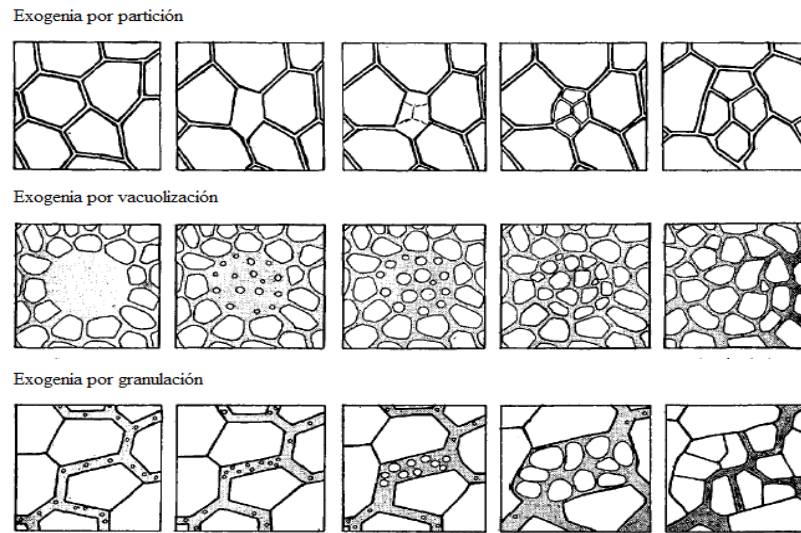 Exogenia por partición
Exogenia por vacuolización
Exogenia por granulación